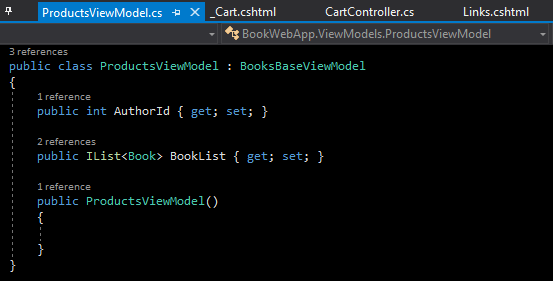 ProductsViewModel.cs _Cart.cshtml CartController.cs Links.cshtml
BookWebApp.ViewModels.ProductsViewModel
3 references
public class ProductsViewModel : BooksBaseViewModel
{
1 reference
public int AuthorId { get; set; }
2 references
public IList<Book> BookList { get; set; }
1 reference
public ProductsViewModel()
{
}
}